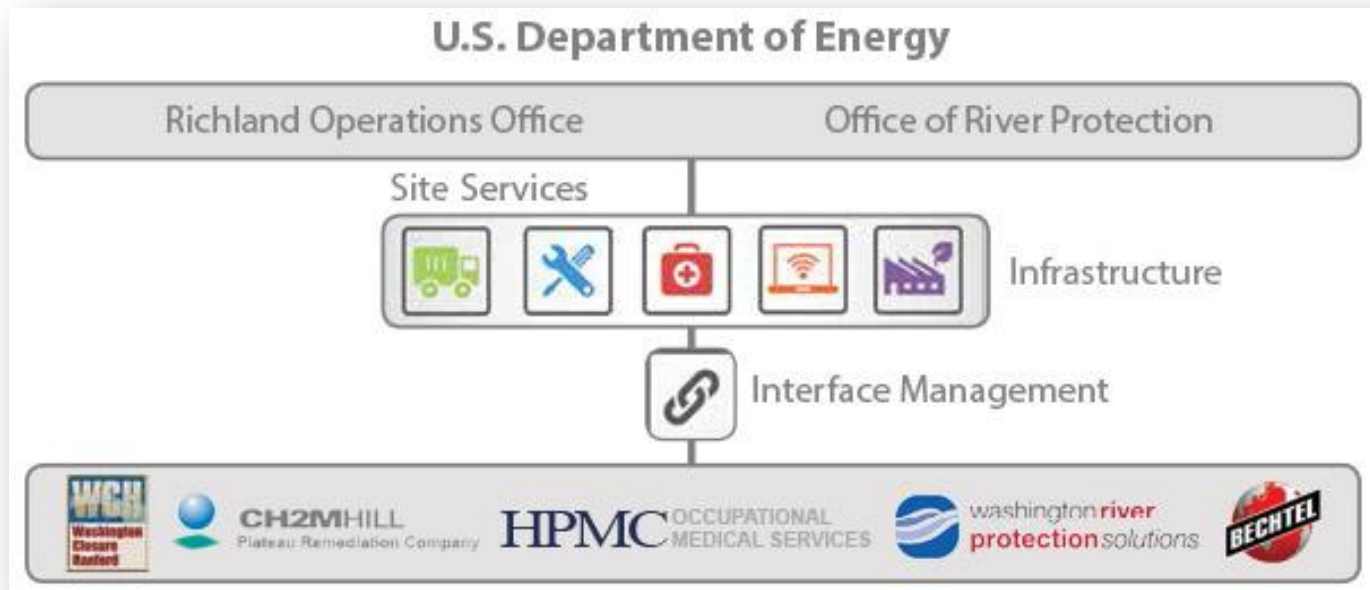 U.S. Department of Energy
Richland Operations Office
Office of River Protection
Site Services
Infrastructure
Interface Management
WCH
Washington
Closure
Hanford
CH2MHILL
Plateau Remediation Company
HPMC OCCUPATIONAL
MEDICAL SERVICES
washington river
protection solutions
BECHTEL